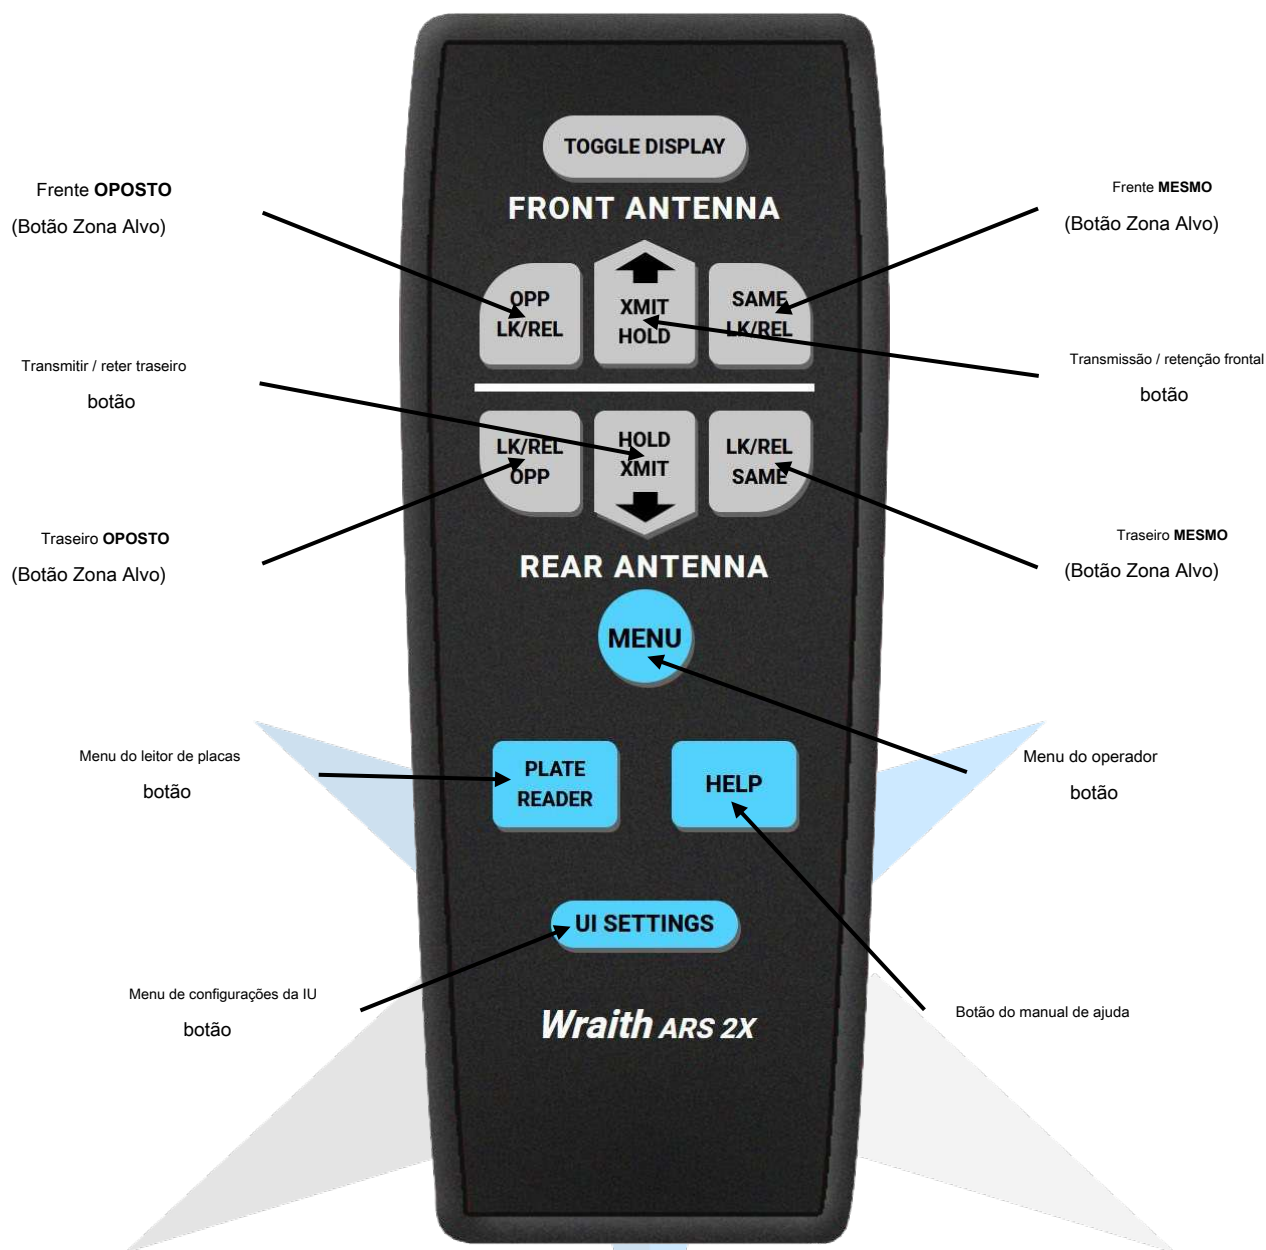 TOGGLE DISPLAY
FRONT ANTENNA
Frente OPOSTO
(Botão Zona Alvo)
Frente MESMO
(Botão Zona Alvo)
OPP
LK/REL
XMIT
HOLD
SAME
LK/REL
Transmitir / reter traseiro
botão
Transmissão / retenção frontal
botão
LK/REL
OPP
HOLD
XMIT
LK/REL
SAME
Traseiro OPOSTO
(Botão Zona Alvo)
Traseiro MESMO
(Botão Zona Alvo)
REAR ANTENNA
MENU
Menu do leitor de placas
botão
Menu do operador
botão
PLATE
READER
HELP
UI SETTINGS
Menu de configurações da IU
botão
Botão do manual de ajuda
Wraith ARS 2X